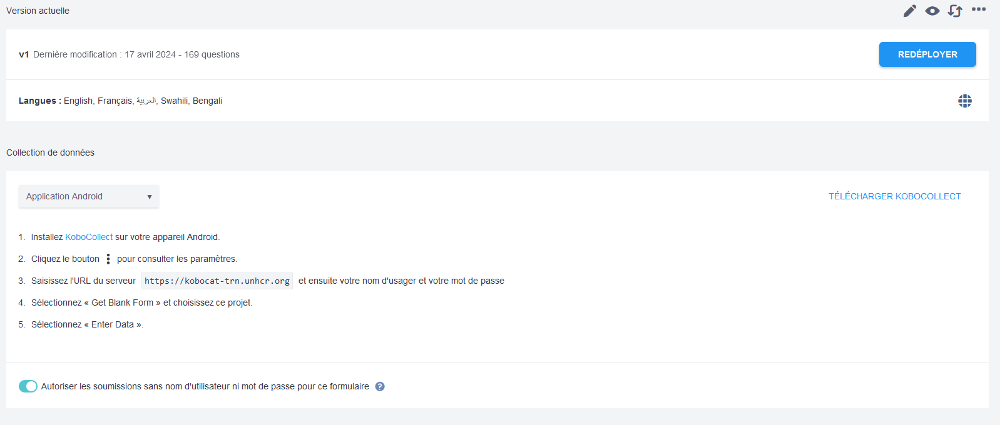 Version actuelle
v1 Dernière modification : 17 avril 2024 - 169 questions
REDÉPLOYER
Langues : English, Français, العربية, Swahili, Bengali
Collection de données
Application Android
TÉLÉCHARGER KOBOCOLLECT
1. Installez KoboCollect sur votre appareil Android.
2. Cliquez le bouton ⋮ pour consulter les paramètres.
3. Saisissez l'URL du serveur https://kobocat-trn.unhcr.org et ensuite votre nom d'usager et votre mot de passe
4. Sélectionnez « Get Blank Form » et choisissez ce projet.
5. Sélectionnez « Enter Data ».
Autoriser les soumissions sans nom d'utilisateur ni mot de passe pour ce formulaire ?